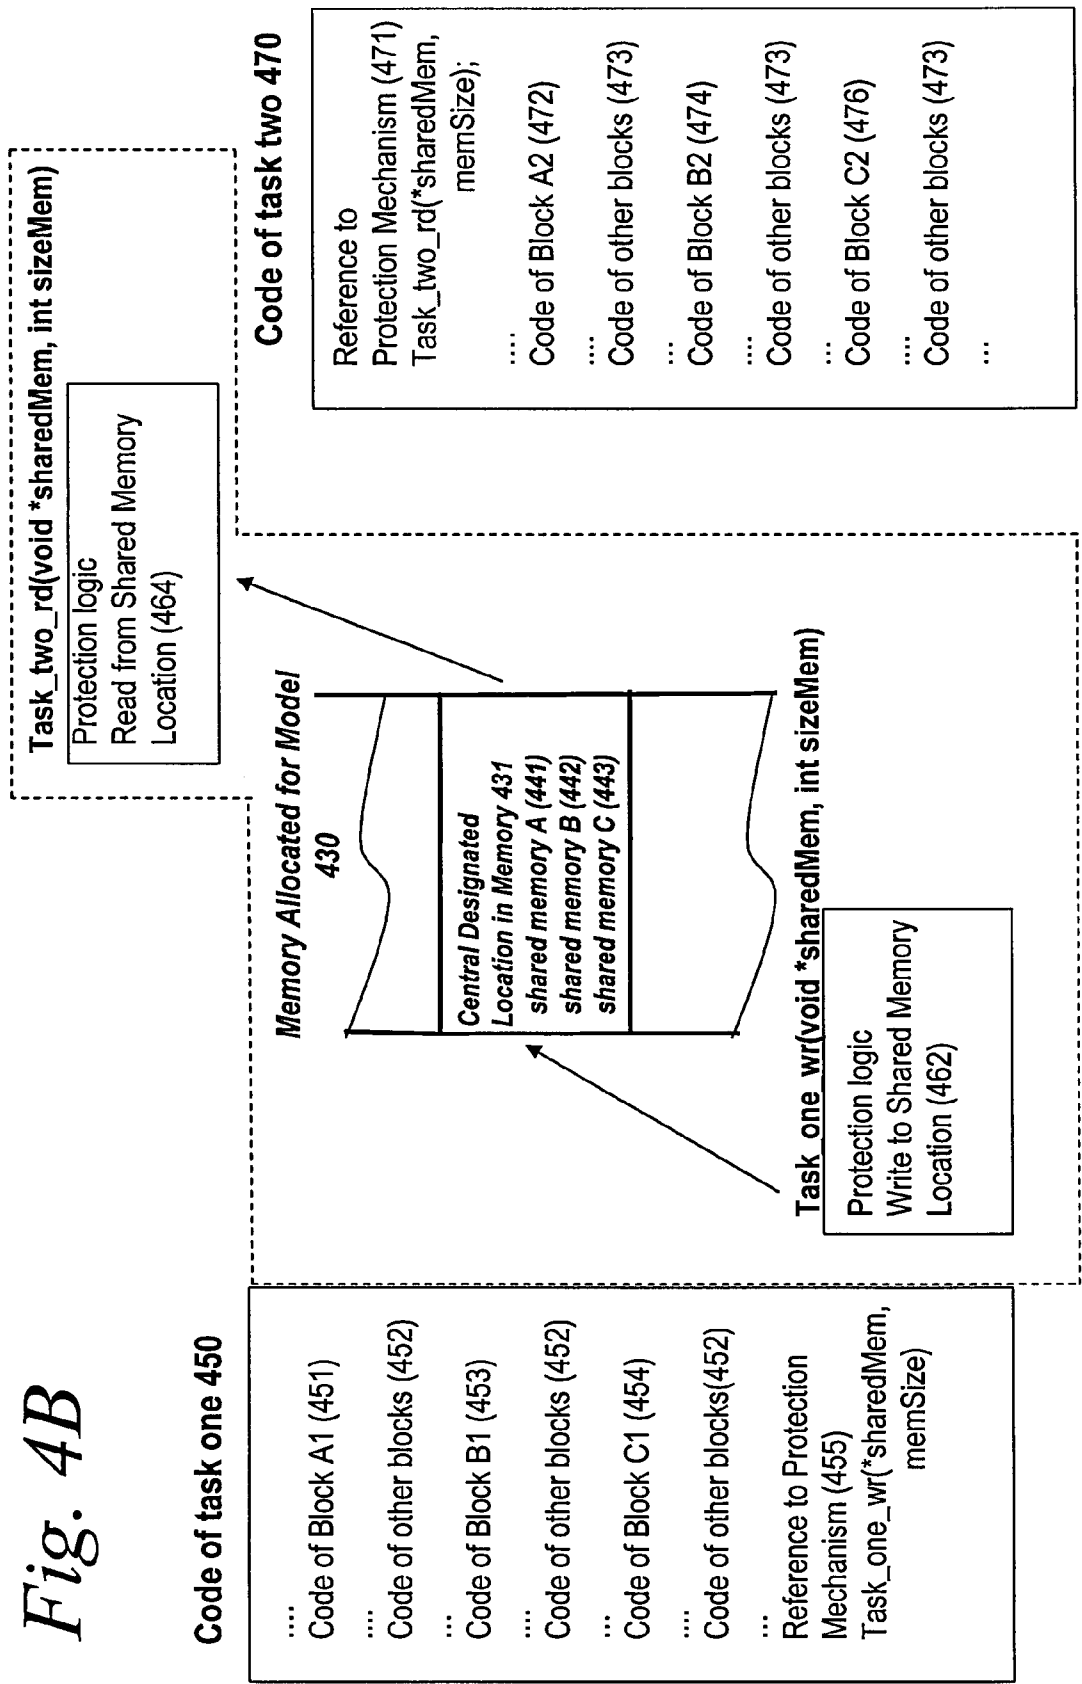 Fig. 4B
Code of task one 450
...
Code of Block A1 (451)
....
Code of other blocks (452)
...
Code of Block B1 (453)
....
Code of other blocks (452)
...
Code of Block C1 (454)
....
Code of other blocks(452)
...
Reference to Protection
Mechanism (455)
Task_one_wr(*sharedMem,
memSize)
Memory Allocated for Model
430
Central Designated
Location in Memory 431
shared memory A (441)
shared memory B (442)
shared memory C (443)
Task_one_wr(void *sharedMem, int sizeMem)
Protection logic
Write to Shared Memory
Location (462)
Task_two_rd(void *sharedMem, int sizeMem)
Protection logic
Read from Shared Memory
Location (464)
Code of task two 470
Reference to
Protection Mechanism (471)
Task_two_rd(*sharedMem,
memSize);
....
Code of Block A2 (472)
....
Code of other blocks (473)
...
Code of Block B2 (474)
....
Code of other blocks (473)
...
Code of Block C2 (476)
....
Code of other blocks (473)
...